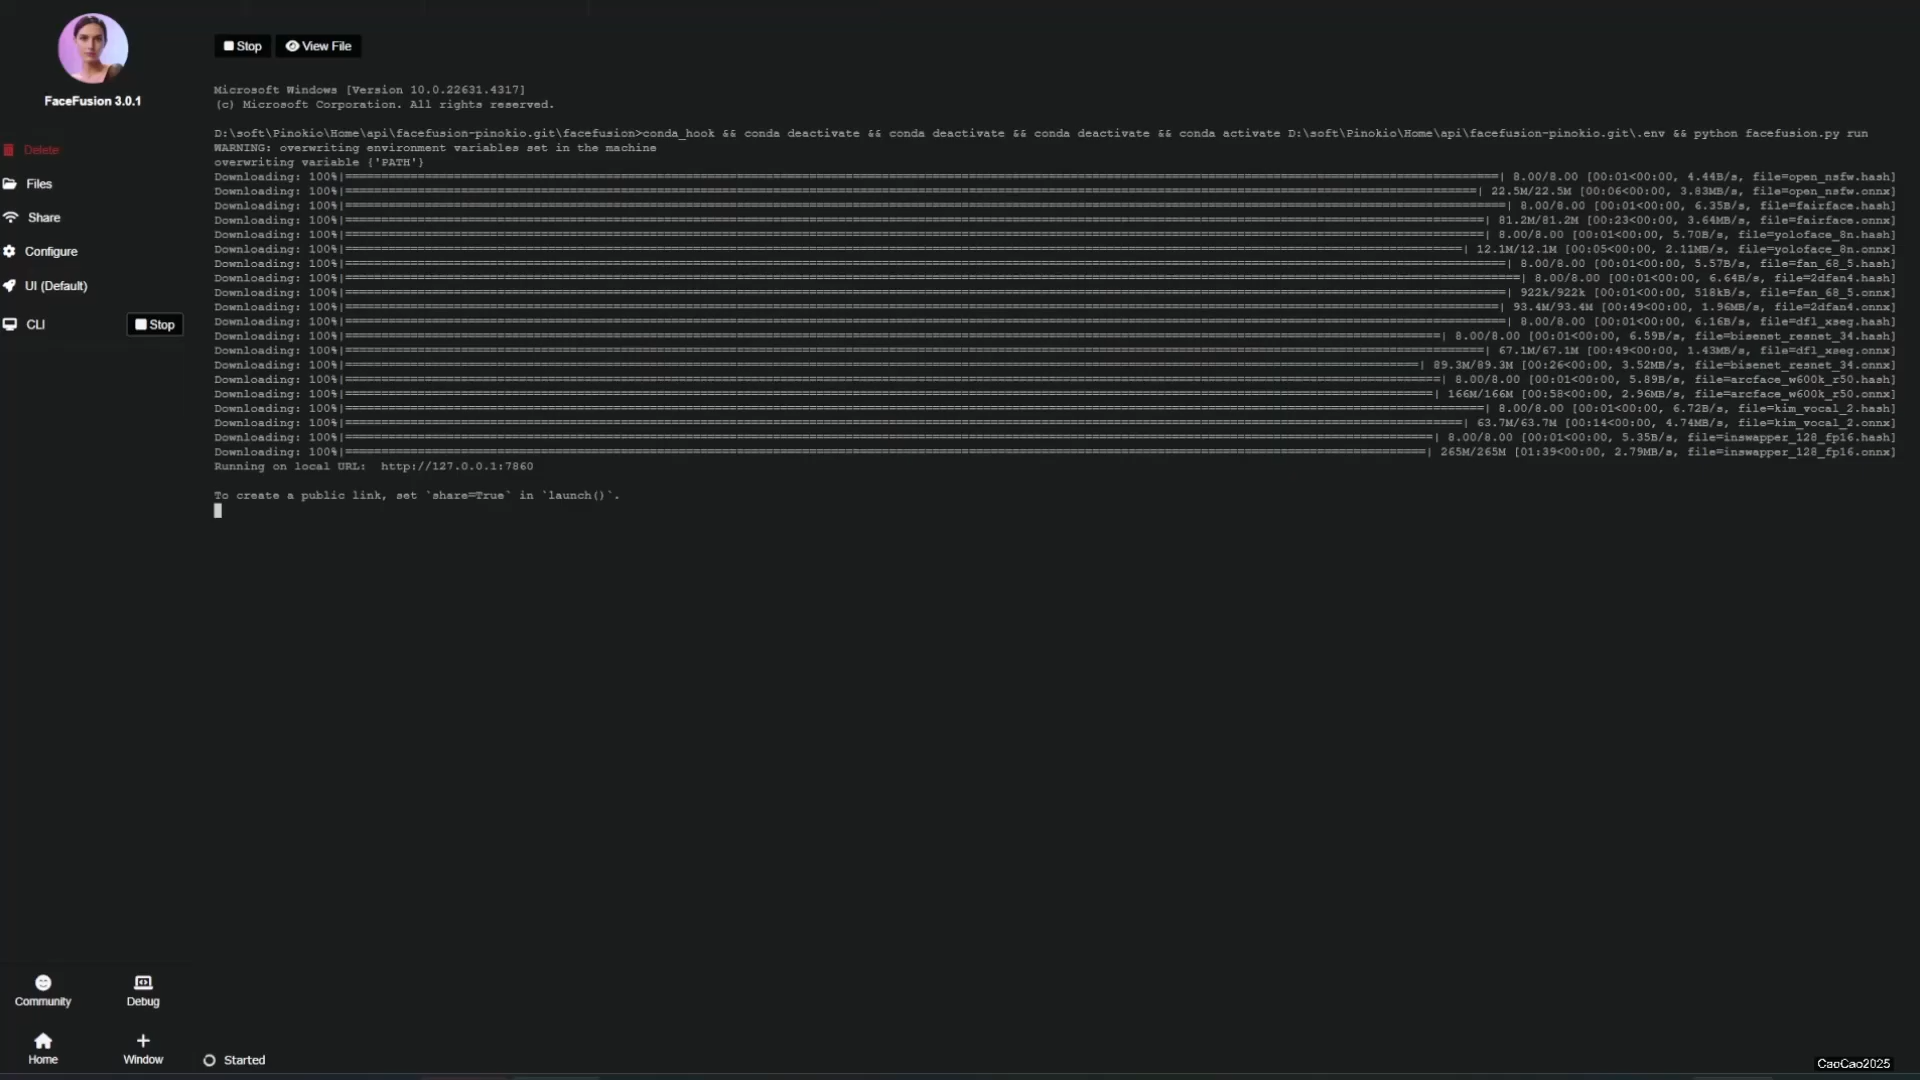 Stop
View File
FaceFusion 3.0.1
Delete
Files
Share
Configure
UI (Default)
CLI
Stop
Microsoft Windows [Version 10.0.22631.4317]
(c) Microsoft Corporation. All rights reserved.
D:\soft\Pinokio\Home\api\facefusion-pinokio.git\facefusion>conda_hook && conda deactivate && conda deactivate && conda deactivate && conda activate D:\soft\Pinokio\Home\api\facefusion-pinokio.git\.env && python facefusion.py run
WARNING: overwriting environment variables set in the machine
overwriting variable {'PATH'}
Downloading: 100%| | 8.00/8.00 [00:01<00:00, 4.44B/s, file=open_nsfw.hash]
Downloading: 100%| | 22.5M/22.5M [00:06<00:00, 3.83MB/s, file=open_nsfw.onnx]
Downloading: 100%| | 8.00/8.00 [00:01<00:00, 6.35B/s, file=fairface.hash]
Downloading: 100%| | 81.2M/81.2M [00:23<00:00, 3.64MB/s, file=fairface.onnx]
Downloading: 100%| | 8.00/8.00 [00:01<00:00, 5.70B/s, file=yoloface_8n.hash]
Downloading: 100%| | 12.1M/12.1M [00:05<00:00, 2.11MB/s, file=yoloface_8n.onnx]
Downloading: 100%| | 8.00/8.00 [00:01<00:00, 5.57B/s, file=fan_68_5.hash]
Downloading: 100%| | 8.00/8.00 [00:01<00:00, 6.64B/s, file=2dfan4.hash]
Downloading: 100%| | 922k/922k [00:01<00:00, 518kB/s, file=fan_68_5.onnx]
Downloading: 100%| | 93.4M/93.4M [00:49<00:00, 1.96MB/s, file=2dfan4.onnx]
Downloading: 100%| | 8.00/8.00 [00:01<00:00, 6.16B/s, file=dfl_xseg.hash]
Downloading: 100%| | 8.00/8.00 [00:01<00:00, 6.59B/s, file=bisenet_resnet_34.hash]
Downloading: 100%| | 67.1M/67.1M [00:49<00:00, 1.43MB/s, file=dfl_xseg.onnx]
Downloading: 100%| | 89.3M/89.3M [00:26<00:00, 3.52MB/s, file=bisenet_resnet_34.onnx]
Downloading: 100%| | 8.00/8.00 [00:01<00:00, 5.89B/s, file=arcface_w600k_r50.hash]
Downloading: 100%| | 166M/166M [00:58<00:00, 2.96MB/s, file=arcface_w600k_r50.onnx]
Downloading: 100%| | 8.00/8.00 [00:01<00:00, 6.72B/s, file=kim_vocal_2.hash]
Downloading: 100%| | 63.7M/63.7M [00:14<00:00, 4.74MB/s, file=kim_vocal_2.onnx]
Downloading: 100%| | 8.00/8.00 [00:01<00:00, 5.35B/s, file=inswapper_128_fp16.hash]
Downloading: 100%| | 265M/265M [01:39<00:00, 2.79MB/s, file=inswapper_128_fp16.onnx]
Running on local URL:  http://127.0.0.1:7860
To create a public link, set `share=True` in `launch()`.
Community
Debug
Home
Window
Started
CaoCao2025